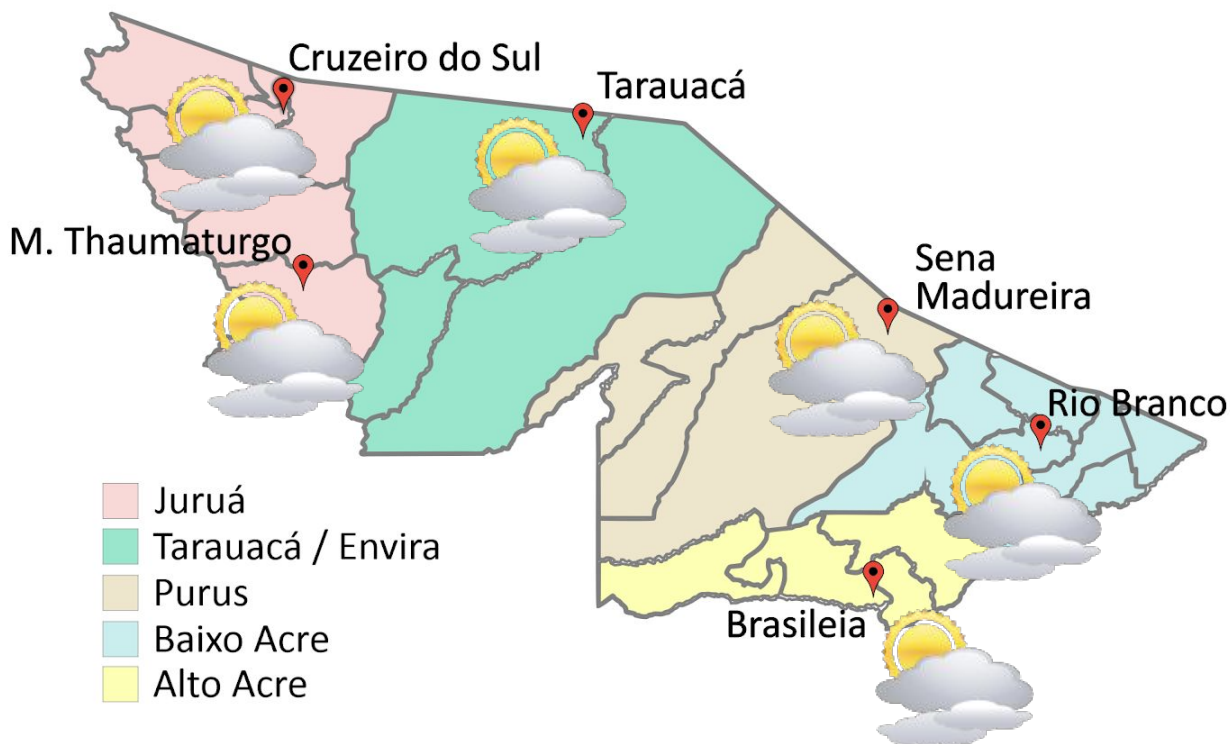 Cruzeiro do Sul
Tarauacá
M. Thaumaturgo
Sena
Madureira
Rio Branco
Brasileia
Juruá
Tarauacá / Envira
Purus
Baixo Acre
Alto Acre